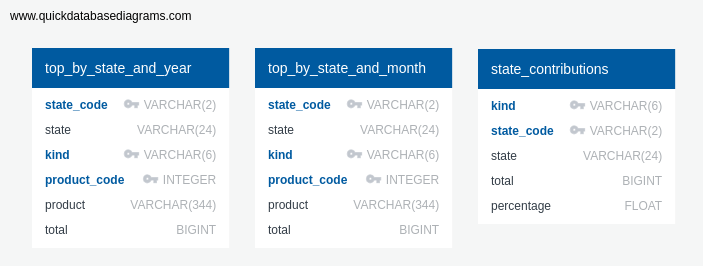 www.quickdatabasediagrams.com
top_by_state_and_year
state_code VARCHAR(2)
state VARCHAR(24)
kind VARCHAR(6)
product_code INTEGER
product VARCHAR(344)
total BIGINT
top_by_state_and_month
state_code VARCHAR(2)
state VARCHAR(24)
kind VARCHAR(6)
product_code INTEGER
product VARCHAR(344)
total BIGINT
state_contributions
kind VARCHAR(6)
state_code VARCHAR(2)
state VARCHAR(24)
total BIGINT
percentage FLOAT